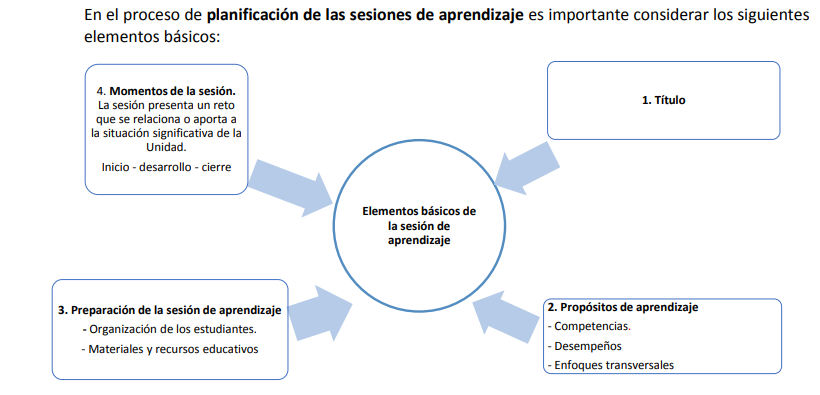 En el proceso de planificación de las sesiones de aprendizaje es importante considerar los siguientes
elementos básicos:
4. Momentos de la sesión.
La sesión presenta un reto
que se relaciona o aporta a
la situación significativa de la
Unidad.
Inicio - desarrollo - cierre
1. Título
Elementos básicos de
la sesión de
aprendizaje
3. Preparación de la sesión de aprendizaje
- Organización de los estudiantes.
- Materiales y recursos educativos
2. Propósitos de aprendizaje
- Competencias.
- Desempeños
- Enfoques transversales